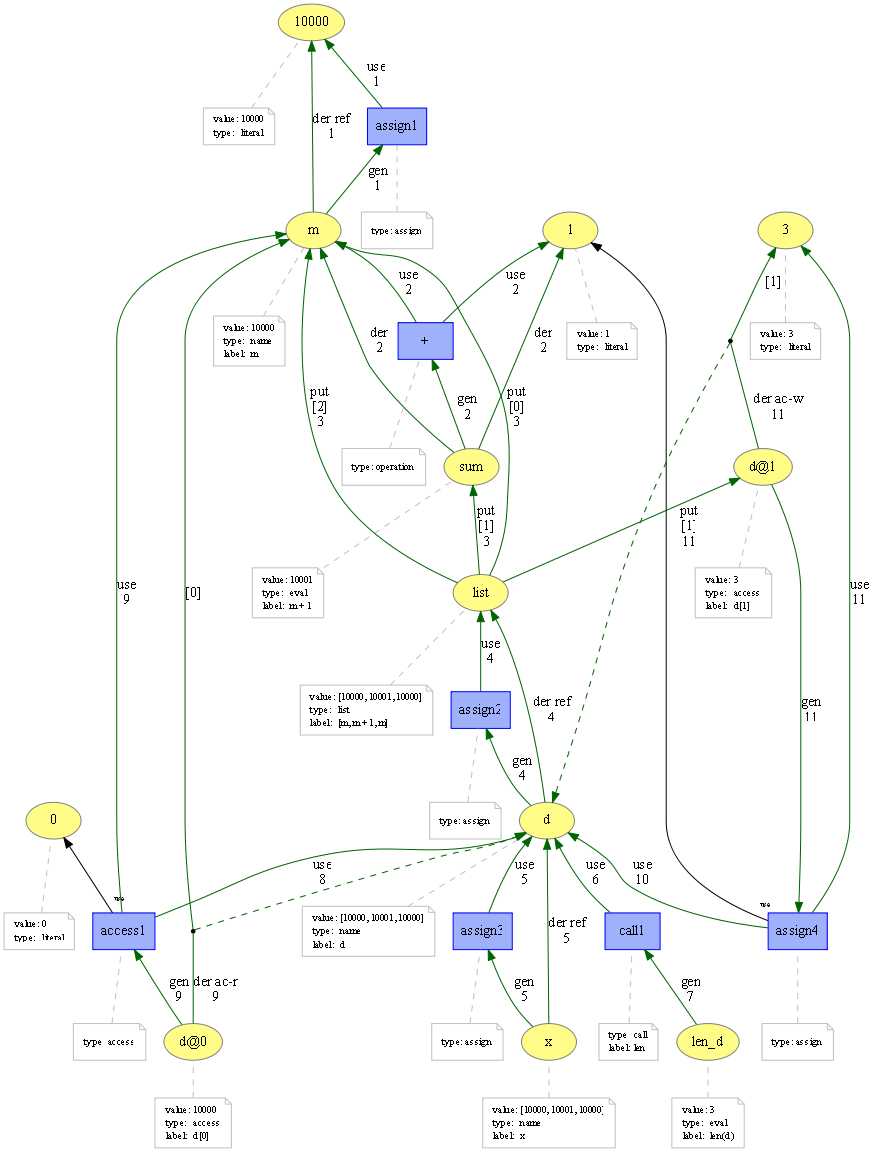 10000
use
1
value: 10000
type: literal
der ref
1
assign1
gen
1
m
type: assign
1
3
use
2
use
2
[1]
value: 10000
type: name
label: m
der
2
+
der
2
value: 1
type: literal
value: 3
type: literal
put
[2]
3
gen
2
put
[0]
3
der ac-w
11
type: operation
sum
d@1
put
[1]
3
put
[1]
11
use
9
[0]
value: 10001
type: eval
label: m+1
list
value: 3
type: access
label: d[1]
use
11
use
4
value: [10000,10001,10000]
type: list
label: [m,m+1,m]
assign2
der ref
4
gen
11
gen
4
0
type: assign
d
use
8
use
5
use
6
use
10
use
use
value: 0
type: literal
access1
value: [10000,10001,10000]
type: name
label: d
assign3
der ref
5
call1
assign4
gen
9
der ac-r
9
gen
5
gen
7
type: access
d@0
type: assign
x
type: call
label: len
len_d
type: assign
value: 10000
type: access
label: d[0]
value: [10000,10001,10000]
type: name
label: x
value: 3
type: eval
label: len(d)